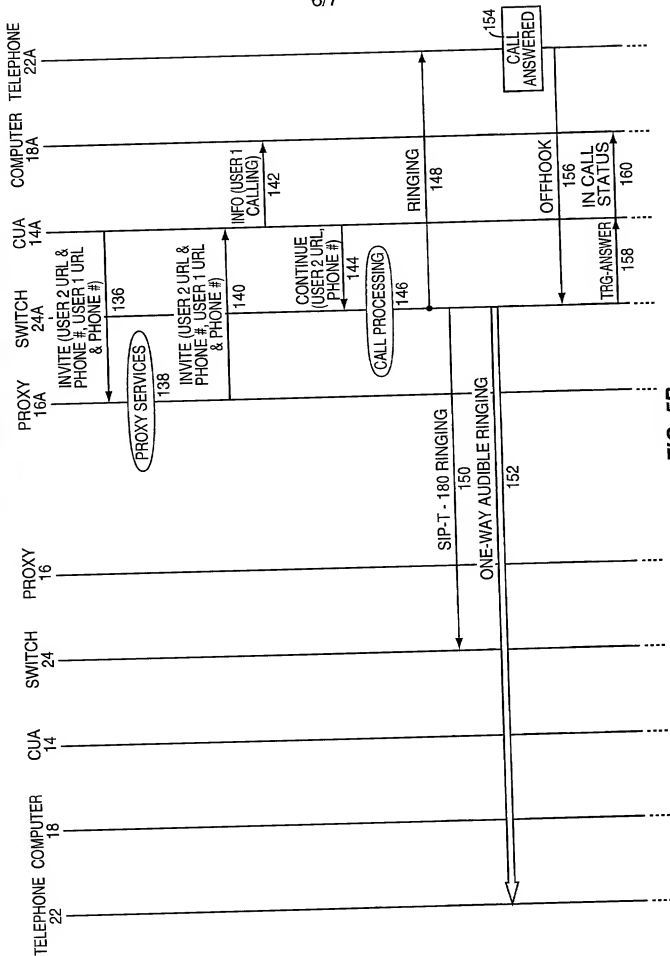 6/7
TELEPHONE
22
COMPUTER
18
CUA
14
SWITCH
24
PROXY
16
PROXY
16A
SWITCH
24A
CUA
14A
COMPUTER
18A
TELEPHONE
22A
INVITE (USER 2 URL &
PHONE #, USER 1 URL
& PHONE #)
136
PROXY SERVICES
138
INVITE (USER 2 URL &
PHONE #, USER 1 URL
& PHONE #)
140
INFO (USER 1
CALLING)
142
CONTINUE
(USER 2 URL,
PHONE #)
144
CALL PROCESSING
146
RINGING
148
SIP-T - 180 RINGING
150
ONE-WAY AUDIBLE RINGING
152
154
CALL
ANSWERED
OFFHOOK
156
TRG-ANSWER
158
IN CALL
STATUS
160